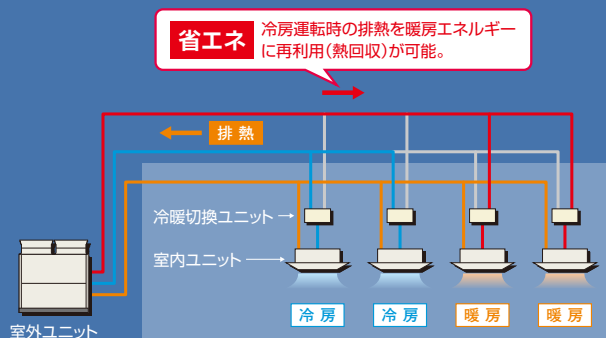 省エネ
冷房運転時の排熱を暖房エネルギー
に再利用(熱回収)が可能。
排熱
冷暖切換ユニット
室内ユニット
冷房
冷房
暖房
暖房
室外ユニット